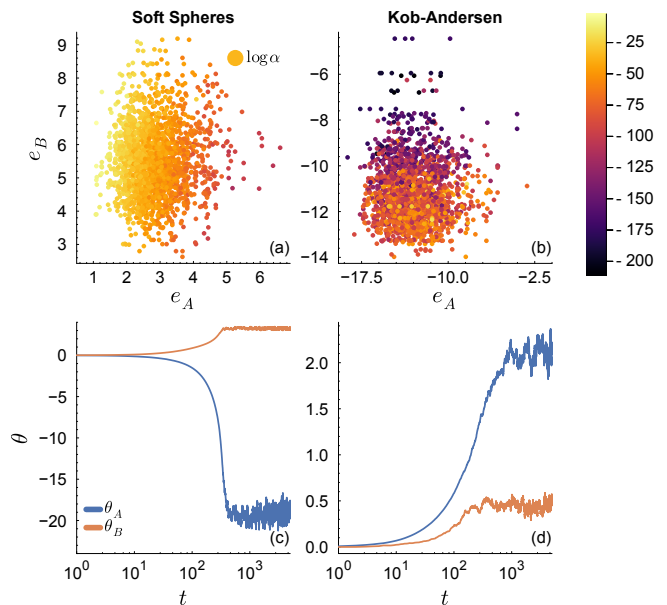 Soft Spheres
Kob-Andersen
9
8
7
6
5
4
3
e_B
log α
(a)
1 2 3 4 5 6
e_A
−6
−8
−10
−12
−14
(b)
−17.5 −10.0 −2.5
e_A
- 25
- 50
- 75
- 100
- 125
- 150
- 175
- 200
0
−5
−10
−15
−20
θ
θ_A
θ_B
(c)
10^0 10^1 10^2 10^3
t
2.0
1.5
1.0
0.5
0.0
(d)
10^0 10^1 10^2 10^3
t